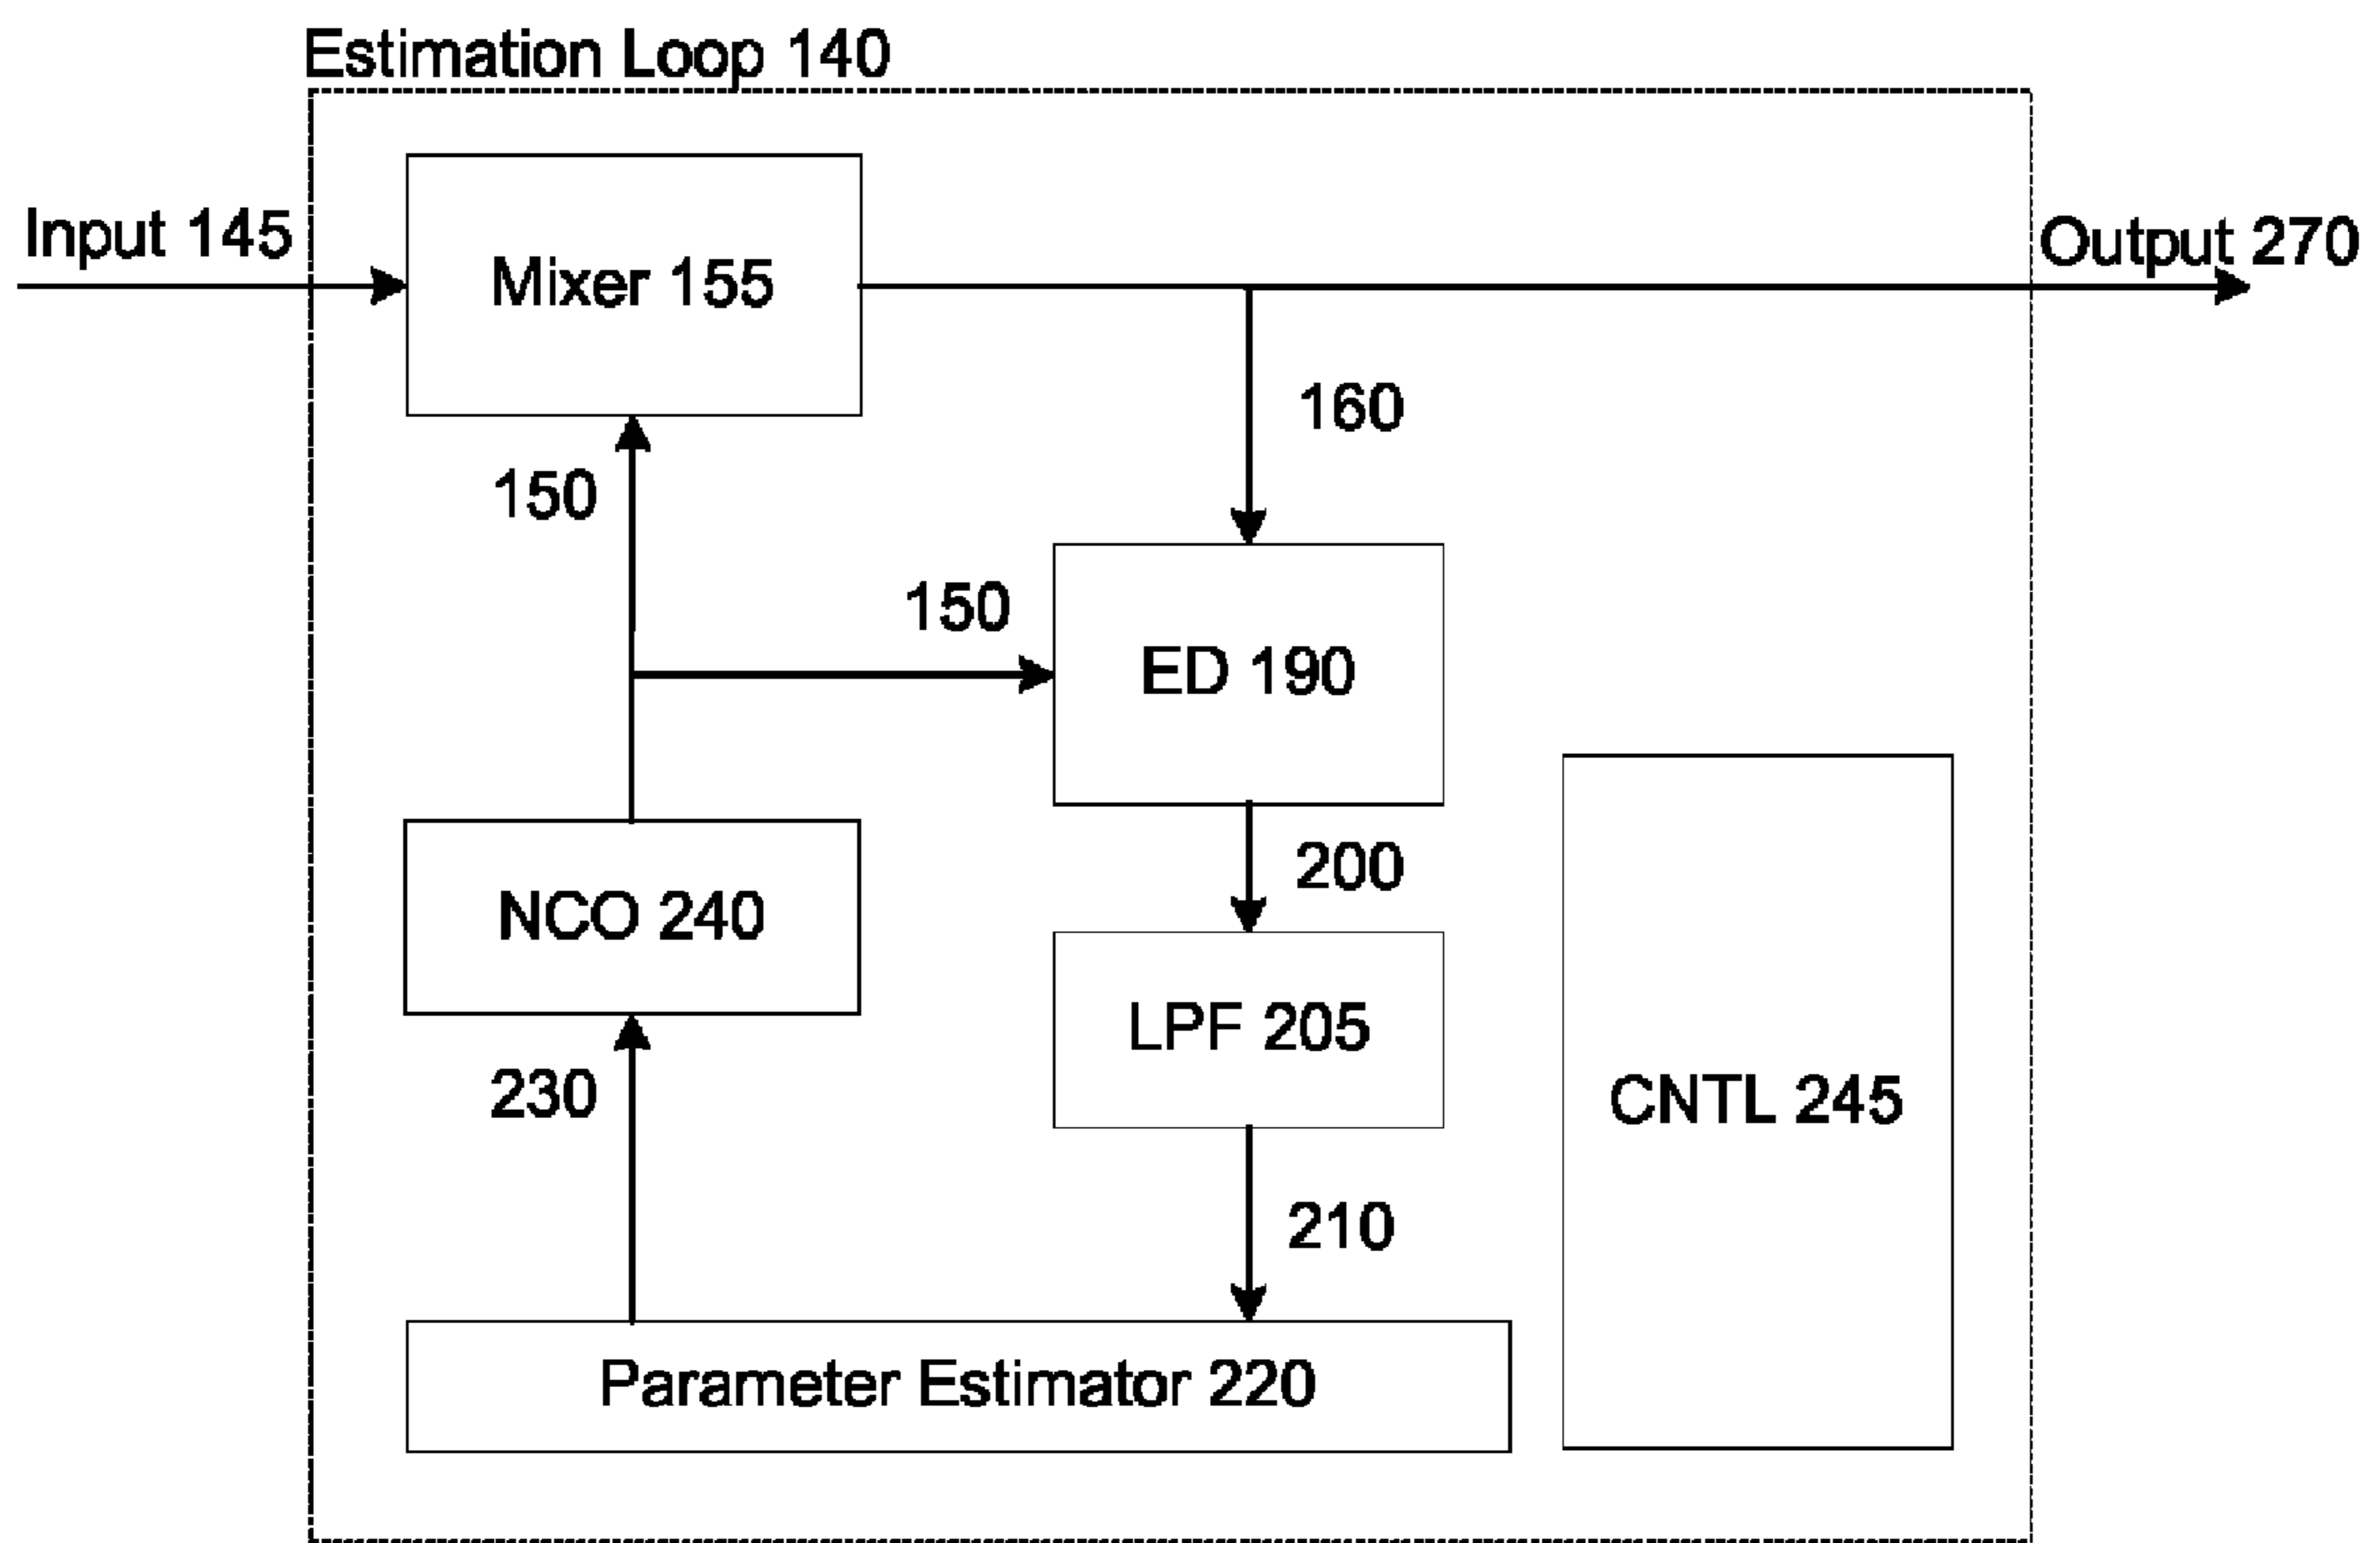 Estimation Loop 140
Input 145
Mixer 155
Output 270
160
150
150
ED 190
200
NCO 240
LPF 205
230
CNTL 245
210
Parameter Estimator 220